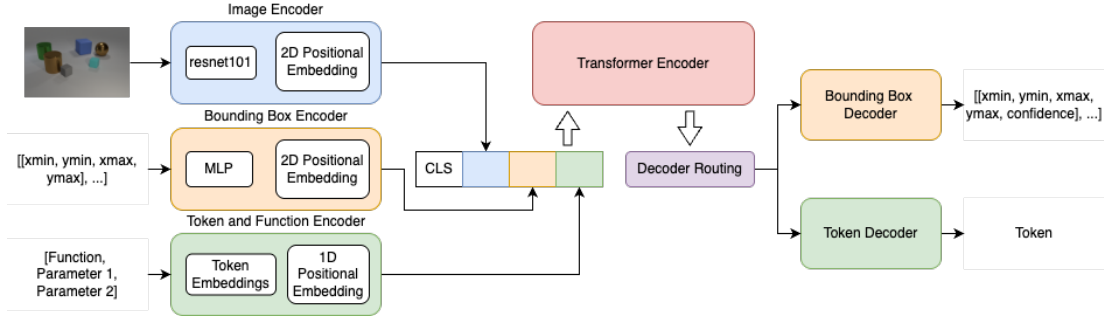 Image Encoder
resnet101
2D Positional
Embedding
Bounding Box Encoder
[[xmin, ymin, xmax,
ymax], ...]
MLP
2D Positional
Embedding
Token and Function Encoder
[Function,
Parameter 1,
Parameter 2]
Token
Embeddings
1D
Positional
Embedding
CLS
Transformer Encoder
Decoder Routing
Bounding Box
Decoder
[[xmin, ymin, xmax,
ymax, confidence], ...]
Token Decoder
Token